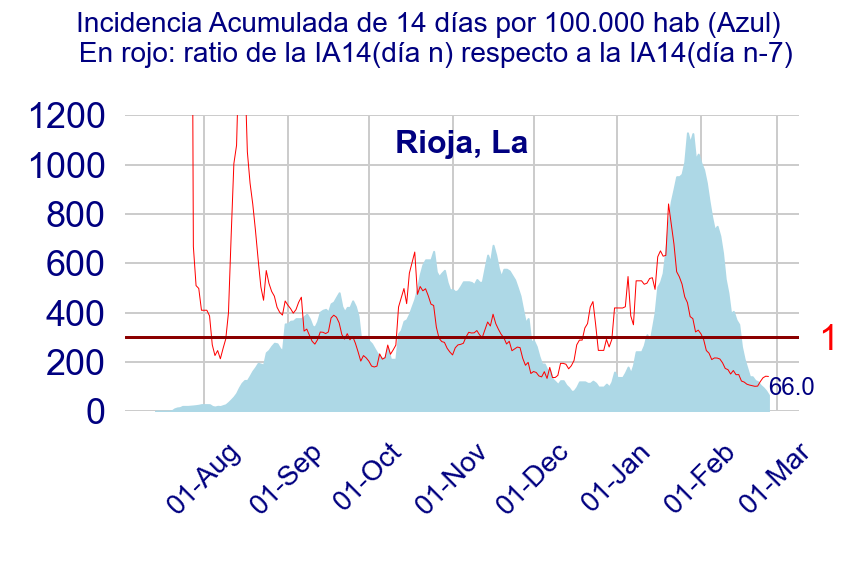 Incidencia Acumulada de 14 días por 100.000 hab (Azul)
En rojo: ratio de la IA14(día n) respecto a la IA14(día n-7)
Rioja, La
1200
1000
800
600
400
200
0
1
66.0
01-Aug
01-Sep
01-Oct
01-Nov
01-Dec
01-Jan
01-Feb
01-Mar